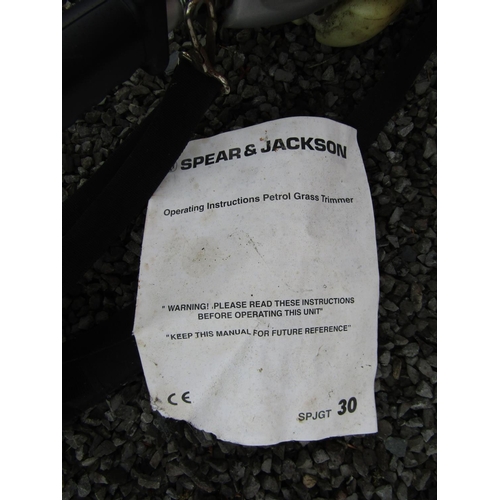 SPEAR & JACKSON
Operating Instructions Petrol Grass Trimmer
" WARNING! .PLEASE READ THESE INSTRUCTIONS
BEFORE OPERATING THIS UNIT"
"KEEP THIS MANUAL FOR FUTURE REFERENCE"
CE
SPJGT 30